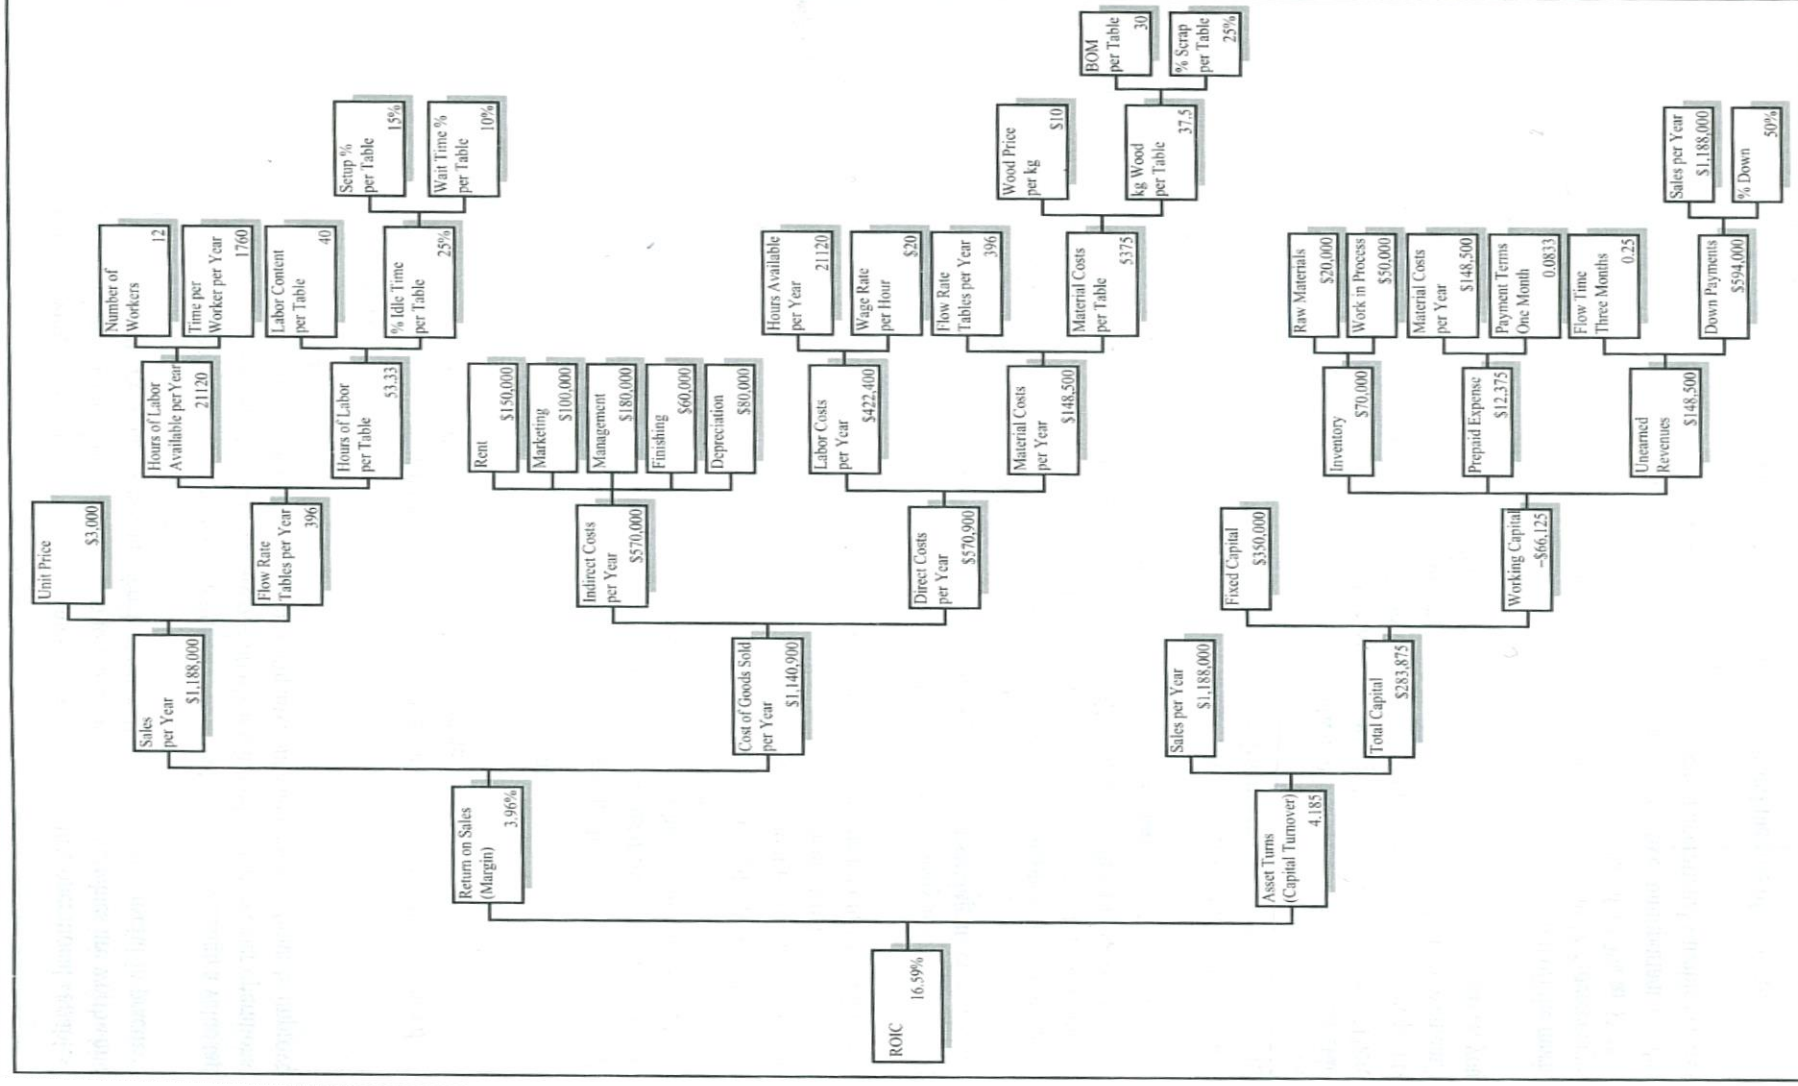 ROIC
16.59%
Return on Sales
(Margin)
3.96%
Asset Turns
(Capital Turnover)
4.185
Sales
per Year
$1,188,000
Cost of Goods Sold
per Year
$1,140,900
Sales per Year
$1,188,000
Total Capital
$283,875
Unit Price
$3,000
Flow Rate
Tables per Year
396
Indirect Costs
per Year
$570,000
Direct Costs
per Year
$570,900
Fixed Capital
$350,000
Working Capital
–$66,125
Hours of Labor
Available per Year
21120
Hours of Labor
per Table
53.33
Rent
$150,000
Marketing
$100,000
Management
$180,000
Finishing
$60,000
Depreciation
$80,000
Labor Costs
per Year
$422,400
Material Costs
per Year
$148,500
Inventory
$70,000
Prepaid Expense
$12,375
Unearned
Revenues
$148,500
Number of
Workers
12
Time per
Worker per Year
1760
Labor Content
per Table
40
% Idle Time
per Table
25%
Hours Available
per Year
21120
Wage Rate
per Hour
$20
Flow Rate
Tables per Year
396
Material Costs
per Table
5375
Raw Materials
$20,000
Work in Process
$50,000
Material Costs
per Year
$148,500
Payment Terms
One Month
0.0833
Flow Time
Three Months
0.25
Down Payments
$594,000
Setup %
per Table
15%
Wait Time %
per Table
10%
Wood Price
per kg
$10
kg Wood
per Table
37.5
Sales per Year
$1,188,000
% Down
50%
BOM
per Table
30
% Scrap
per Table
25%